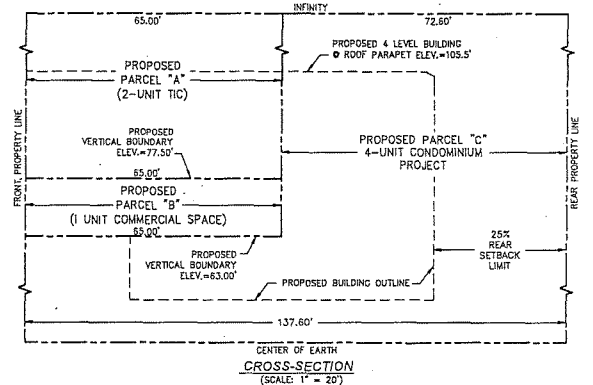 INFINITY
65.00'
72.60'
PROPOSED
PARCEL "A"
(2-UNIT TIC)
PROPOSED 4 LEVEL BUILDING
@ ROOF PARAPET ELEV.=105.5'
PROPOSED
VERTICAL BOUNDARY
ELEV.=77.50'
PROPOSED PARCEL "C"
4-UNIT CONDOMINIUM
PROJECT
FRONT PROPERTY LINE
REAR PROPERTY LINE
65.00'
PROPOSED
PARCEL "B"
(1 UNIT COMMERCIAL SPACE)
65.00'
PROPOSED
VERTICAL BOUNDARY
ELEV.=63.00'
25%
REAR
SETBACK
LIMIT
PROPOSED BUILDING OUTLINE
137.60'
CENTER OF EARTH
CROSS-SECTION
(SCALE: 1" = 20')